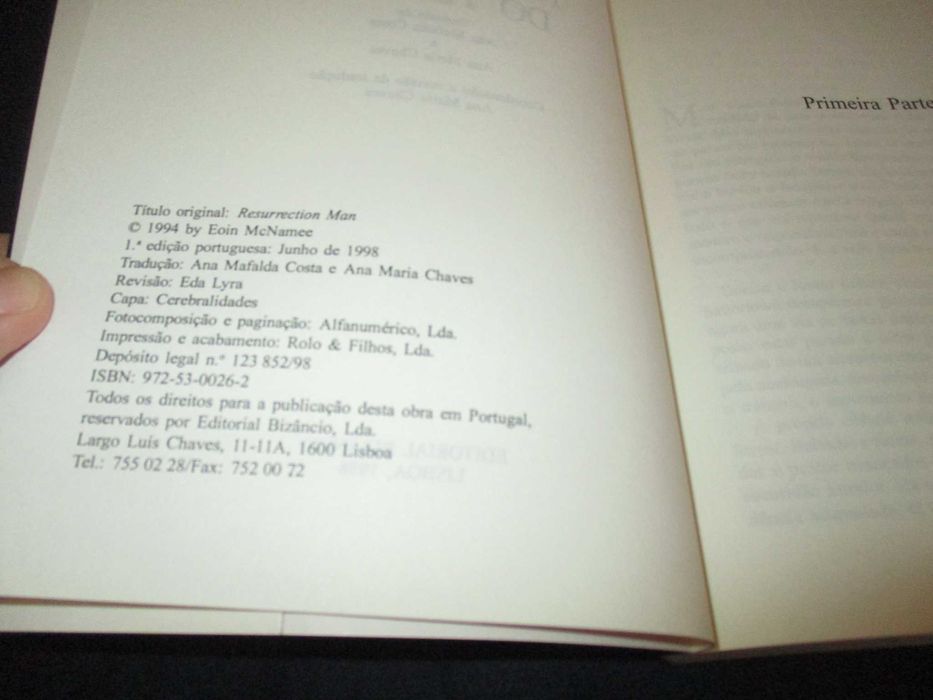 Título original: Resurrection Man
© 1994 by Eoin McNamee
1.ª edição portuguesa: Junho de 1998
Tradução: Ana Mafalda Costa e Ana Maria Chaves
Revisão: Eda Lyra
Capa: Cerebralidades
Fotocomposição e paginação: Alfanumérico, Lda.
Impressão e acabamento: Rolo & Filhos, Lda.
Depósito legal n.º 123 852/98
ISBN: 972-53-0026-2
Todos os direitos para a publicação desta obra em Portugal,
reservados por Editorial Bizâncio, Lda.
Largo Luís Chaves, 11-11A, 1600 Lisboa
Tel.: 755 02 28/Fax: 752 00 72
Primeira Parte